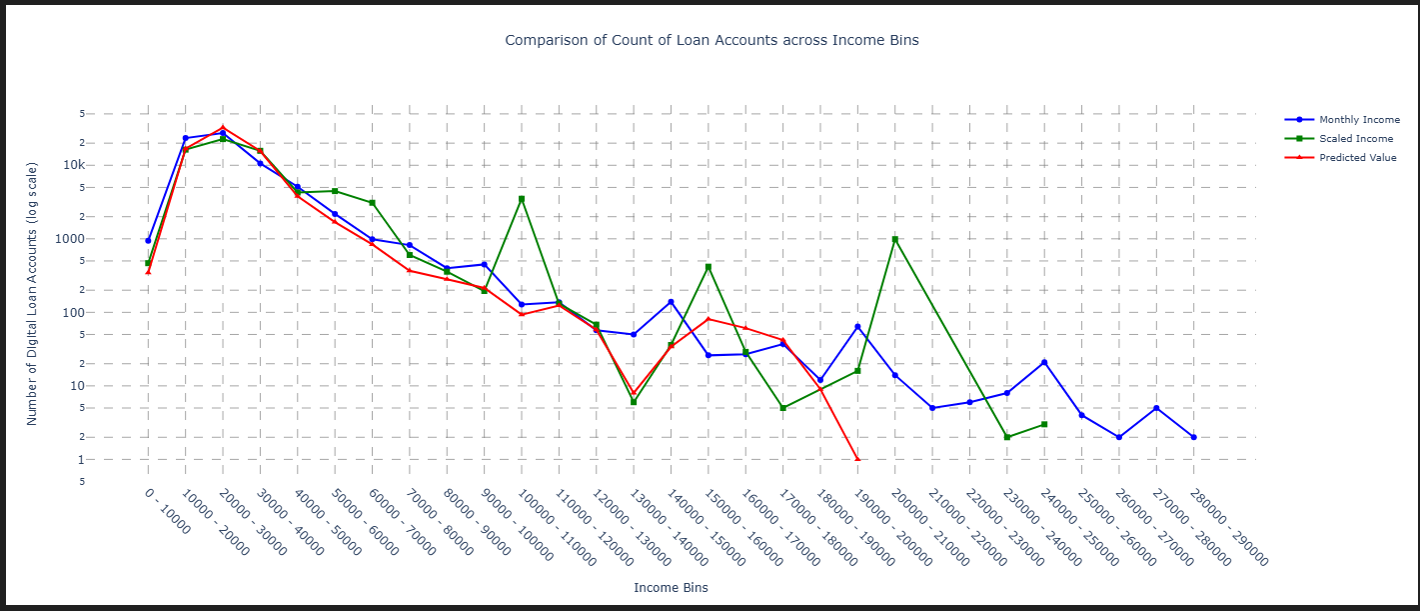 Comparison of Count of Loan Accounts across Income Bins
Number of Digital Loan Accounts (log scale)
5
2
10k
5
2
1000
5
2
100
5
2
10
5
2
1
5
0 - 10000
10000 - 20000
20000 - 30000
30000 - 40000
40000 - 50000
50000 - 60000
60000 - 70000
70000 - 80000
80000 - 90000
90000 - 100000
100000 - 110000
110000 - 120000
120000 - 130000
130000 - 140000
140000 - 150000
150000 - 160000
160000 - 170000
170000 - 180000
180000 - 190000
190000 - 200000
200000 - 210000
210000 - 220000
220000 - 230000
230000 - 240000
240000 - 250000
250000 - 260000
260000 - 270000
270000 - 280000
280000 - 290000
Income Bins
Monthly Income
Scaled Income
Predicted Value